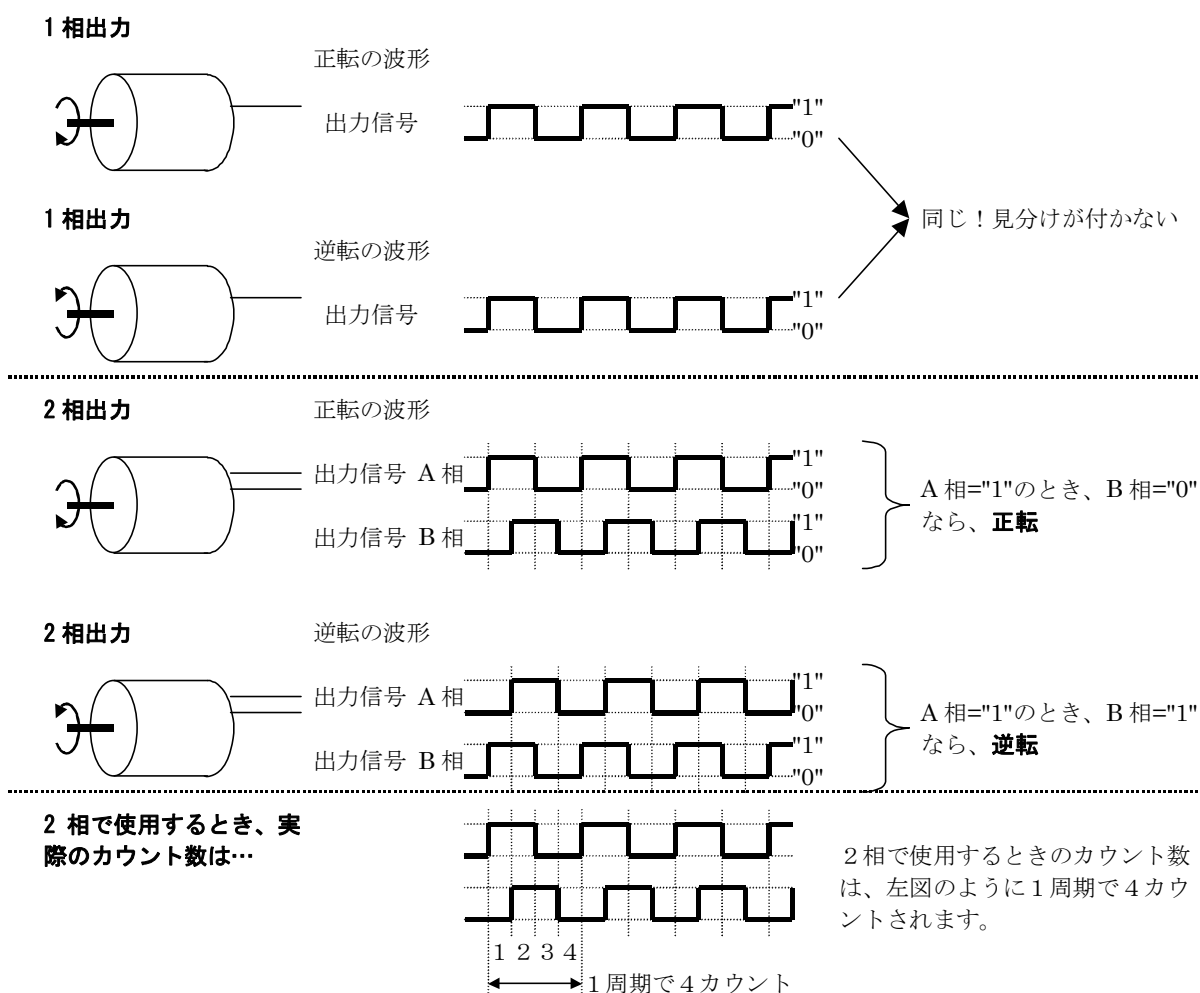 1 相出力
正転の波形
出力信号
"1"
"0"
1 相出力
逆転の波形
出力信号
"1"
"0"
同じ！見分けが付かない
2 相出力
正転の波形
出力信号 A 相
"1"
"0"
出力信号 B 相
"1"
"0"
A 相="1"のとき、B 相="0"
なら、正転
2 相出力
逆転の波形
出力信号 A 相
"1"
"0"
出力信号 B 相
"1"
"0"
A 相="1"のとき、B 相="1"
なら、逆転
2 相で使用するとき、実
際のカウント数は…
２相で使用するときのカウント数
は、左図のように１周期で４カウ
ントされます。
1 2 3 4
１周期で４カウント